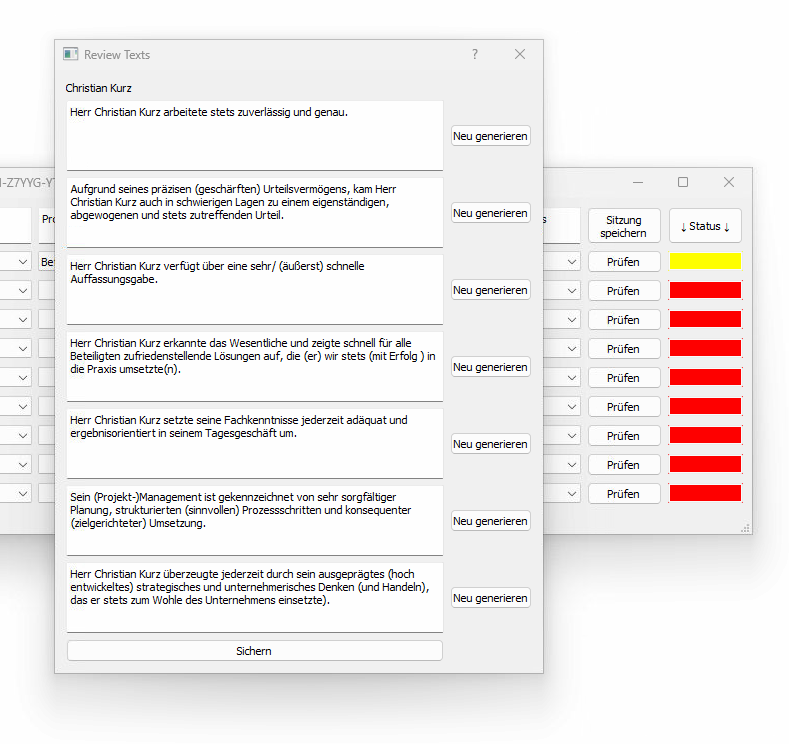 Review Texts
?
Christian Kurz
Herr Christian Kurz arbeitete stets zuverlässig und genau.
Neu generieren
Aufgrund seines präzisen (geschärften) Urteilsvermögens, kam Herr
Christian Kurz auch in schwierigen Lagen zu einem eigenständigen,
abgewogenen und stets zutreffenden Urteil.
Neu generieren
Herr Christian Kurz verfügt über eine sehr/ (äußerst) schnelle
Auffassungsgabe.
Neu generieren
Herr Christian Kurz erkannte das Wesentliche und zeigte schnell für alle
Beteiligten zufriedenstellende Lösungen auf, die (er) wir stets (mit Erfolg ) in
die Praxis umsetzte(n).
Neu generieren
Herr Christian Kurz setzte seine Fachkenntnisse jederzeit adäquat und
ergebnisorientiert in seinem Tagesgeschäft um.
Neu generieren
Sein (Projekt-)Management ist gekennzeichnet von sehr sorgfältiger
Planung, strukturierten (sinnvollen) Prozessschritten und konsequenter
(zielgerichteter) Umsetzung.
Neu generieren
Herr Christian Kurz überzeugte jederzeit durch sein ausgeprägtes (hoch
entwickeltes) strategisches und unternehmerisches Denken (und Handeln),
das er stets zum Wohle des Unternehmens einsetzte).
Neu generieren
Sichern
Sitzung
speichern
↓ Status ↓
Prüfen
Prüfen
Prüfen
Prüfen
Prüfen
Prüfen
Prüfen
Prüfen
Prüfen